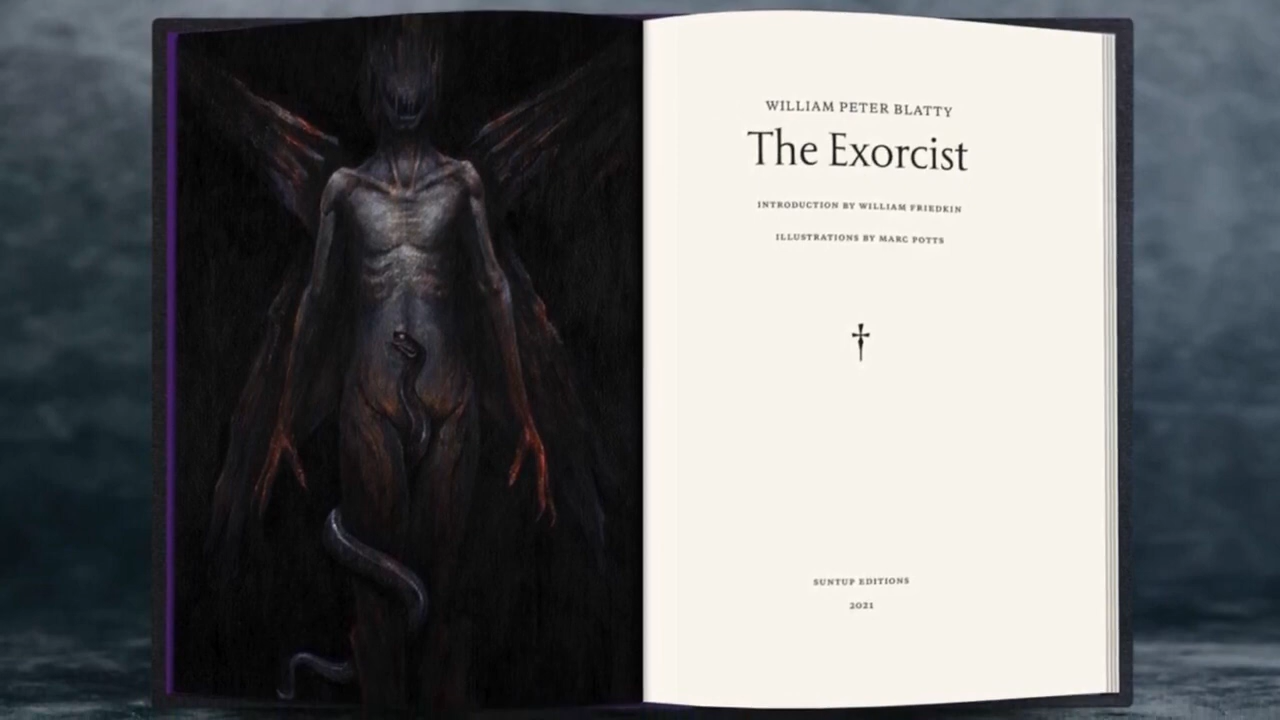 WILLIAM PETER BLATTY
The Exorcist
INTRODUCTION BY WILLIAM FRIEDKIN
ILLUSTRATIONS BY MARC POTTS
SUNTUP EDITIONS
2021